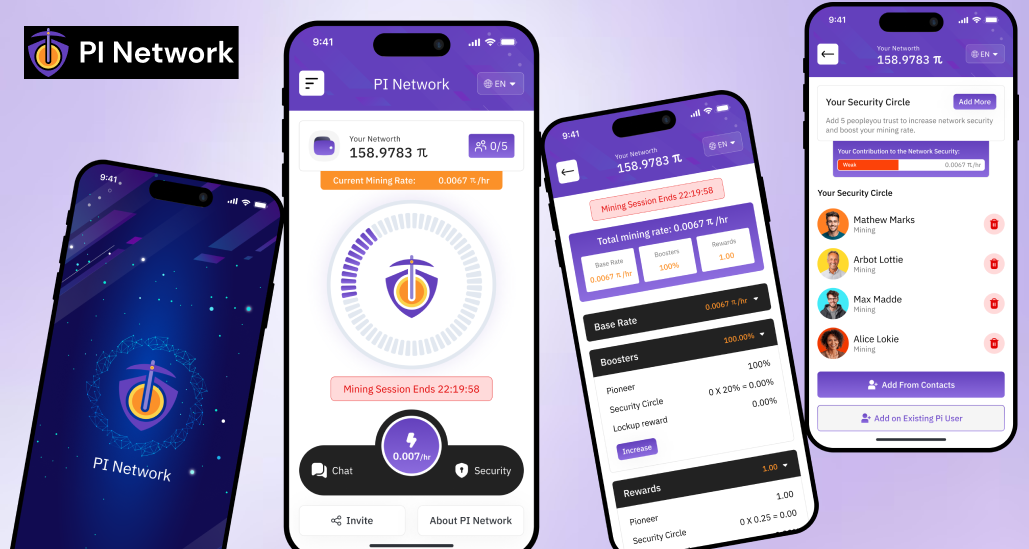 PI Network
9:41
PI Network
9:41
PI Network
EN
Your Networth
158.9783 π
0/5
Current Mining Rate: 0.0067 π/hr
Mining Session Ends 22:19:58
0.007/hr
Chat
Security
Invite
About PI Network
9:41
Your Networth
158.9783 π
EN
Mining Session Ends 22:19:58
Total mining rate: 0.0067 π /hr
Base Rate
0.0067 π /hr
Boosters
100%
Rewards
1.00
Base Rate 0.0067 π /hr
Boosters 100.00%
Pioneer 100%
Security Circle 0 X 20% = 0.00%
Lockup reward 0.00%
Increase
Rewards 1.00
Pioneer 1.00
Security Circle 0 X 0.25 = 0.00
9:41
Your Networth
158.9783 π
EN
Your Security Circle
Add More
Add 5 peopleyou trust to increase network security
and boost your mining rate.
Your Contribution to the Network Security:
Weak 0.0067 π/hr
Your Security Circle
Mathew Marks
Mining
Arbot Lottie
Mining
Max Madde
Mining
Alice Lokie
Mining
Add From Contacts
Add on Existing Pi User